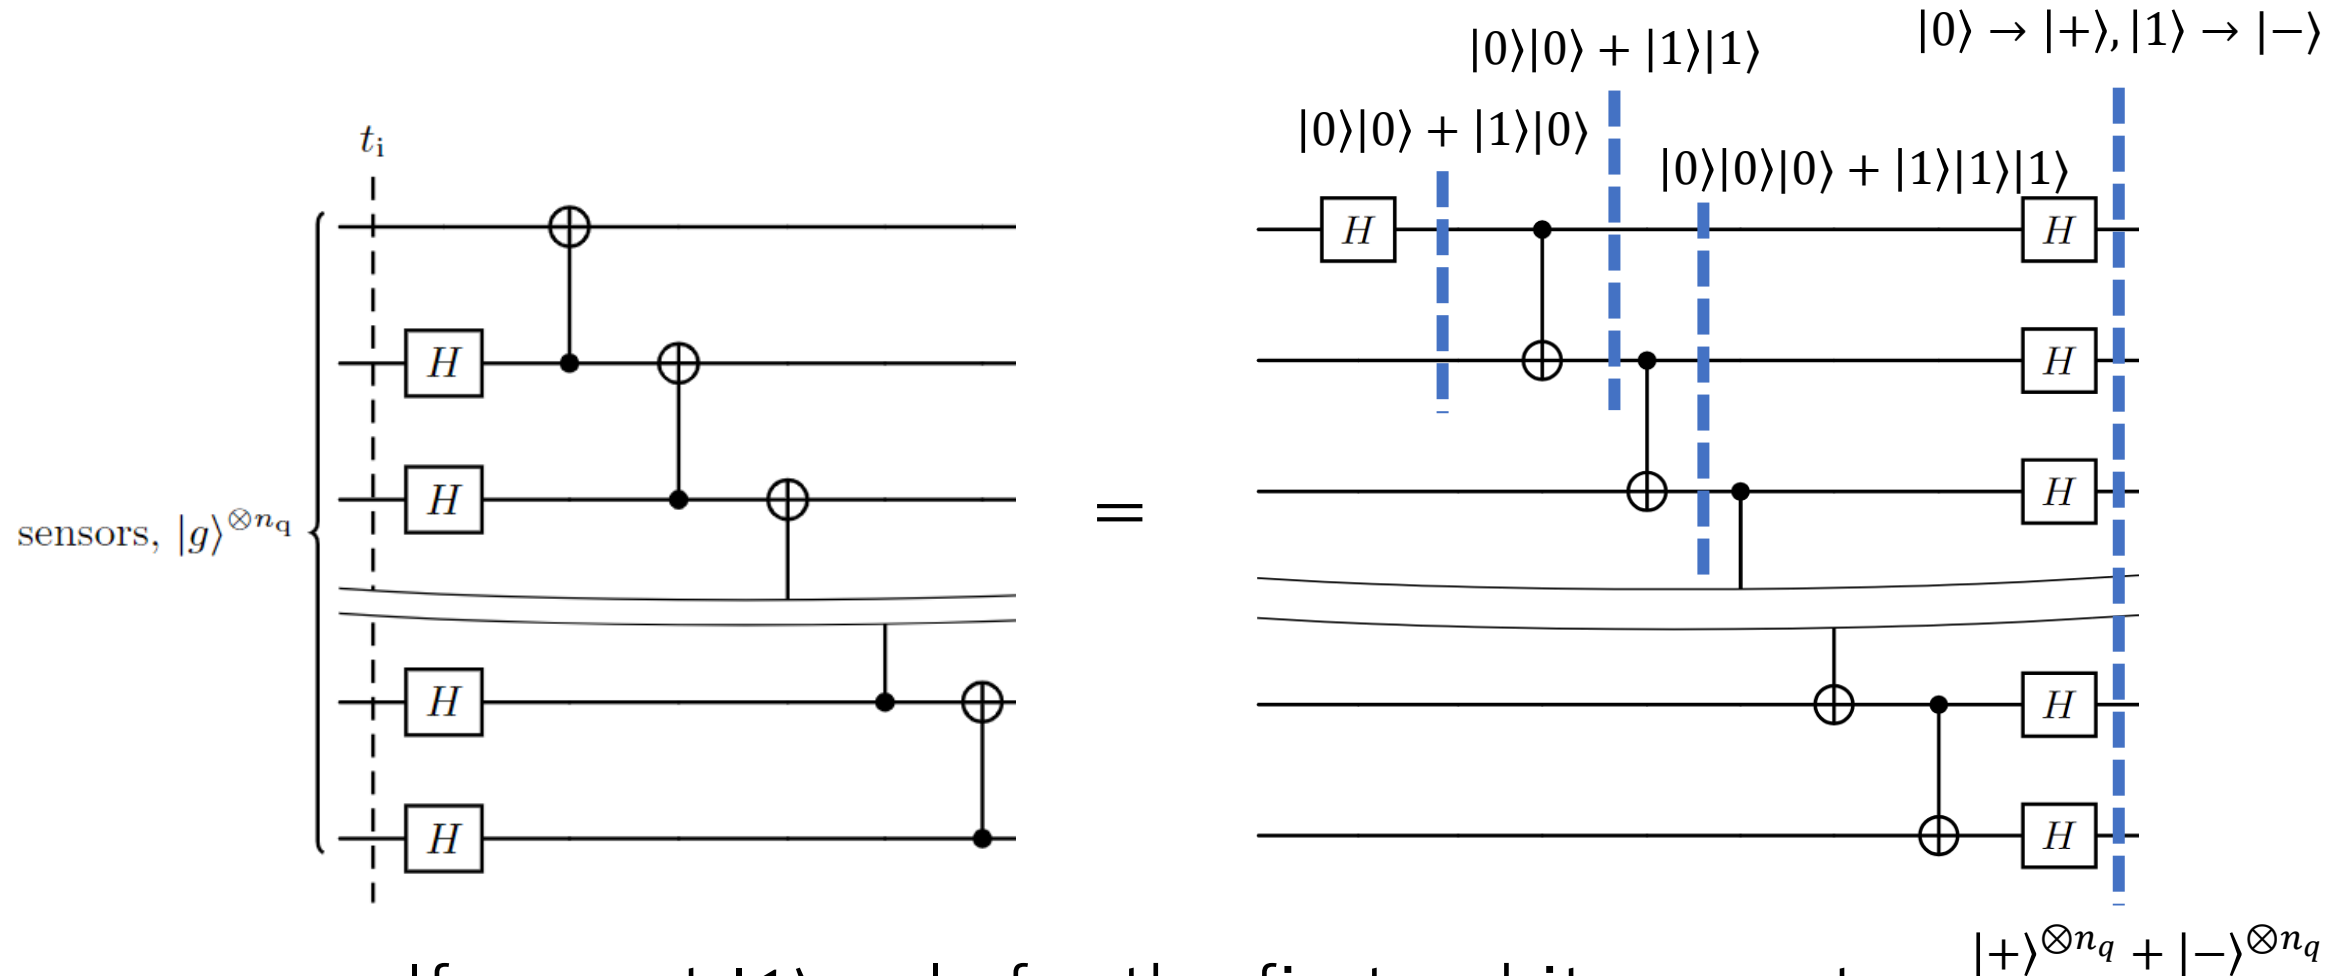 |0⟩ → |+⟩, |1⟩ → |−⟩
|0⟩|0⟩ + |1⟩|1⟩
|0⟩|0⟩ + |1⟩|0⟩
|0⟩|0⟩|0⟩ + |1⟩|1⟩|1⟩
t_i
H
H
H
H
H
H
H
sensors, |g⟩^{⊗n_q}
=
H
H
H
H
|+⟩^{⊗n_q} + |−⟩^{⊗n_q}